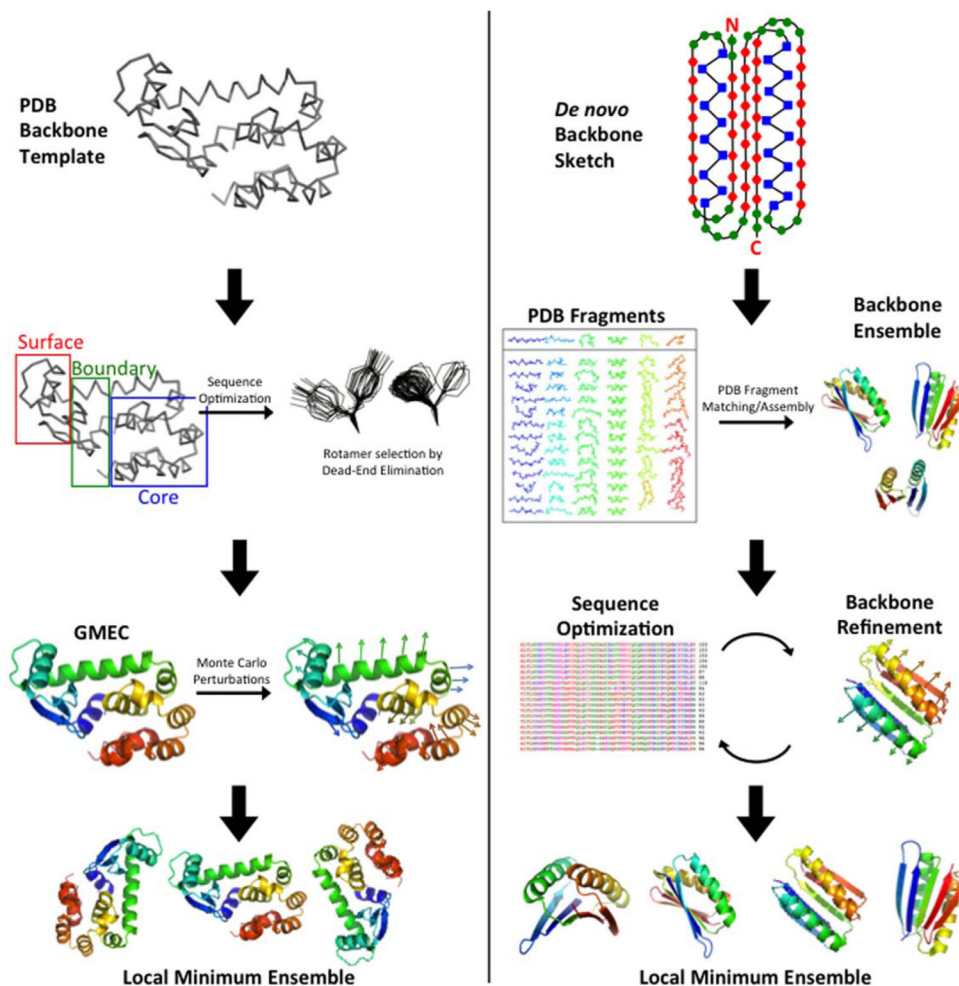 PDB
Backbone
Template
Surface
Boundary
Core
Sequence
Optimization
Rotamer selection by
Dead-End Elimination
GMEC
Monte Carlo
Perturbations
Local Minimum Ensemble
N
De novo
Backbone
Sketch
C
PDB Fragments
Backbone
Ensemble
PDB Fragment
Matching/Assembly
Sequence
Optimization
Backbone
Refinement
Local Minimum Ensemble